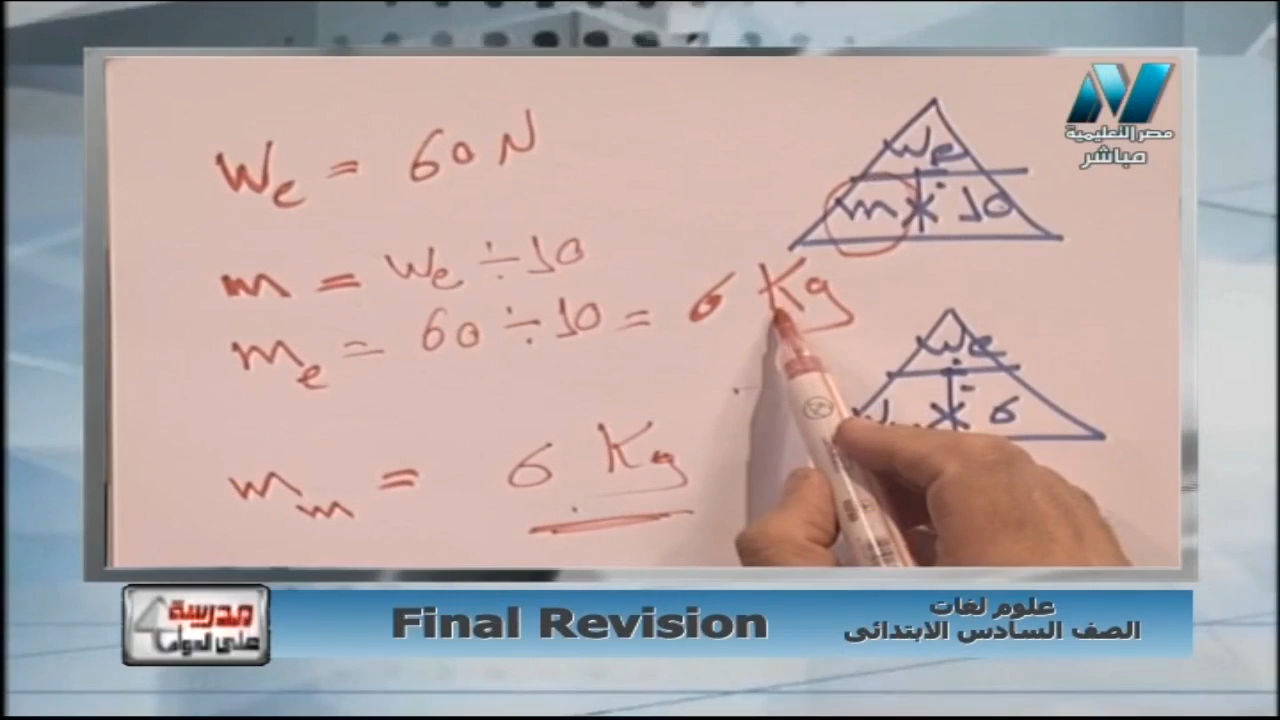 مصر التعليمية
مباشر
We = 60 N
m = We ÷ 10
me = 60 ÷ 10 = 6 Kg
mm = 6 Kg
We
m * 10
We
* 6
مدرسة
على الهواء
Final Revision
علوم لغات
الصف السادس الابتدائى